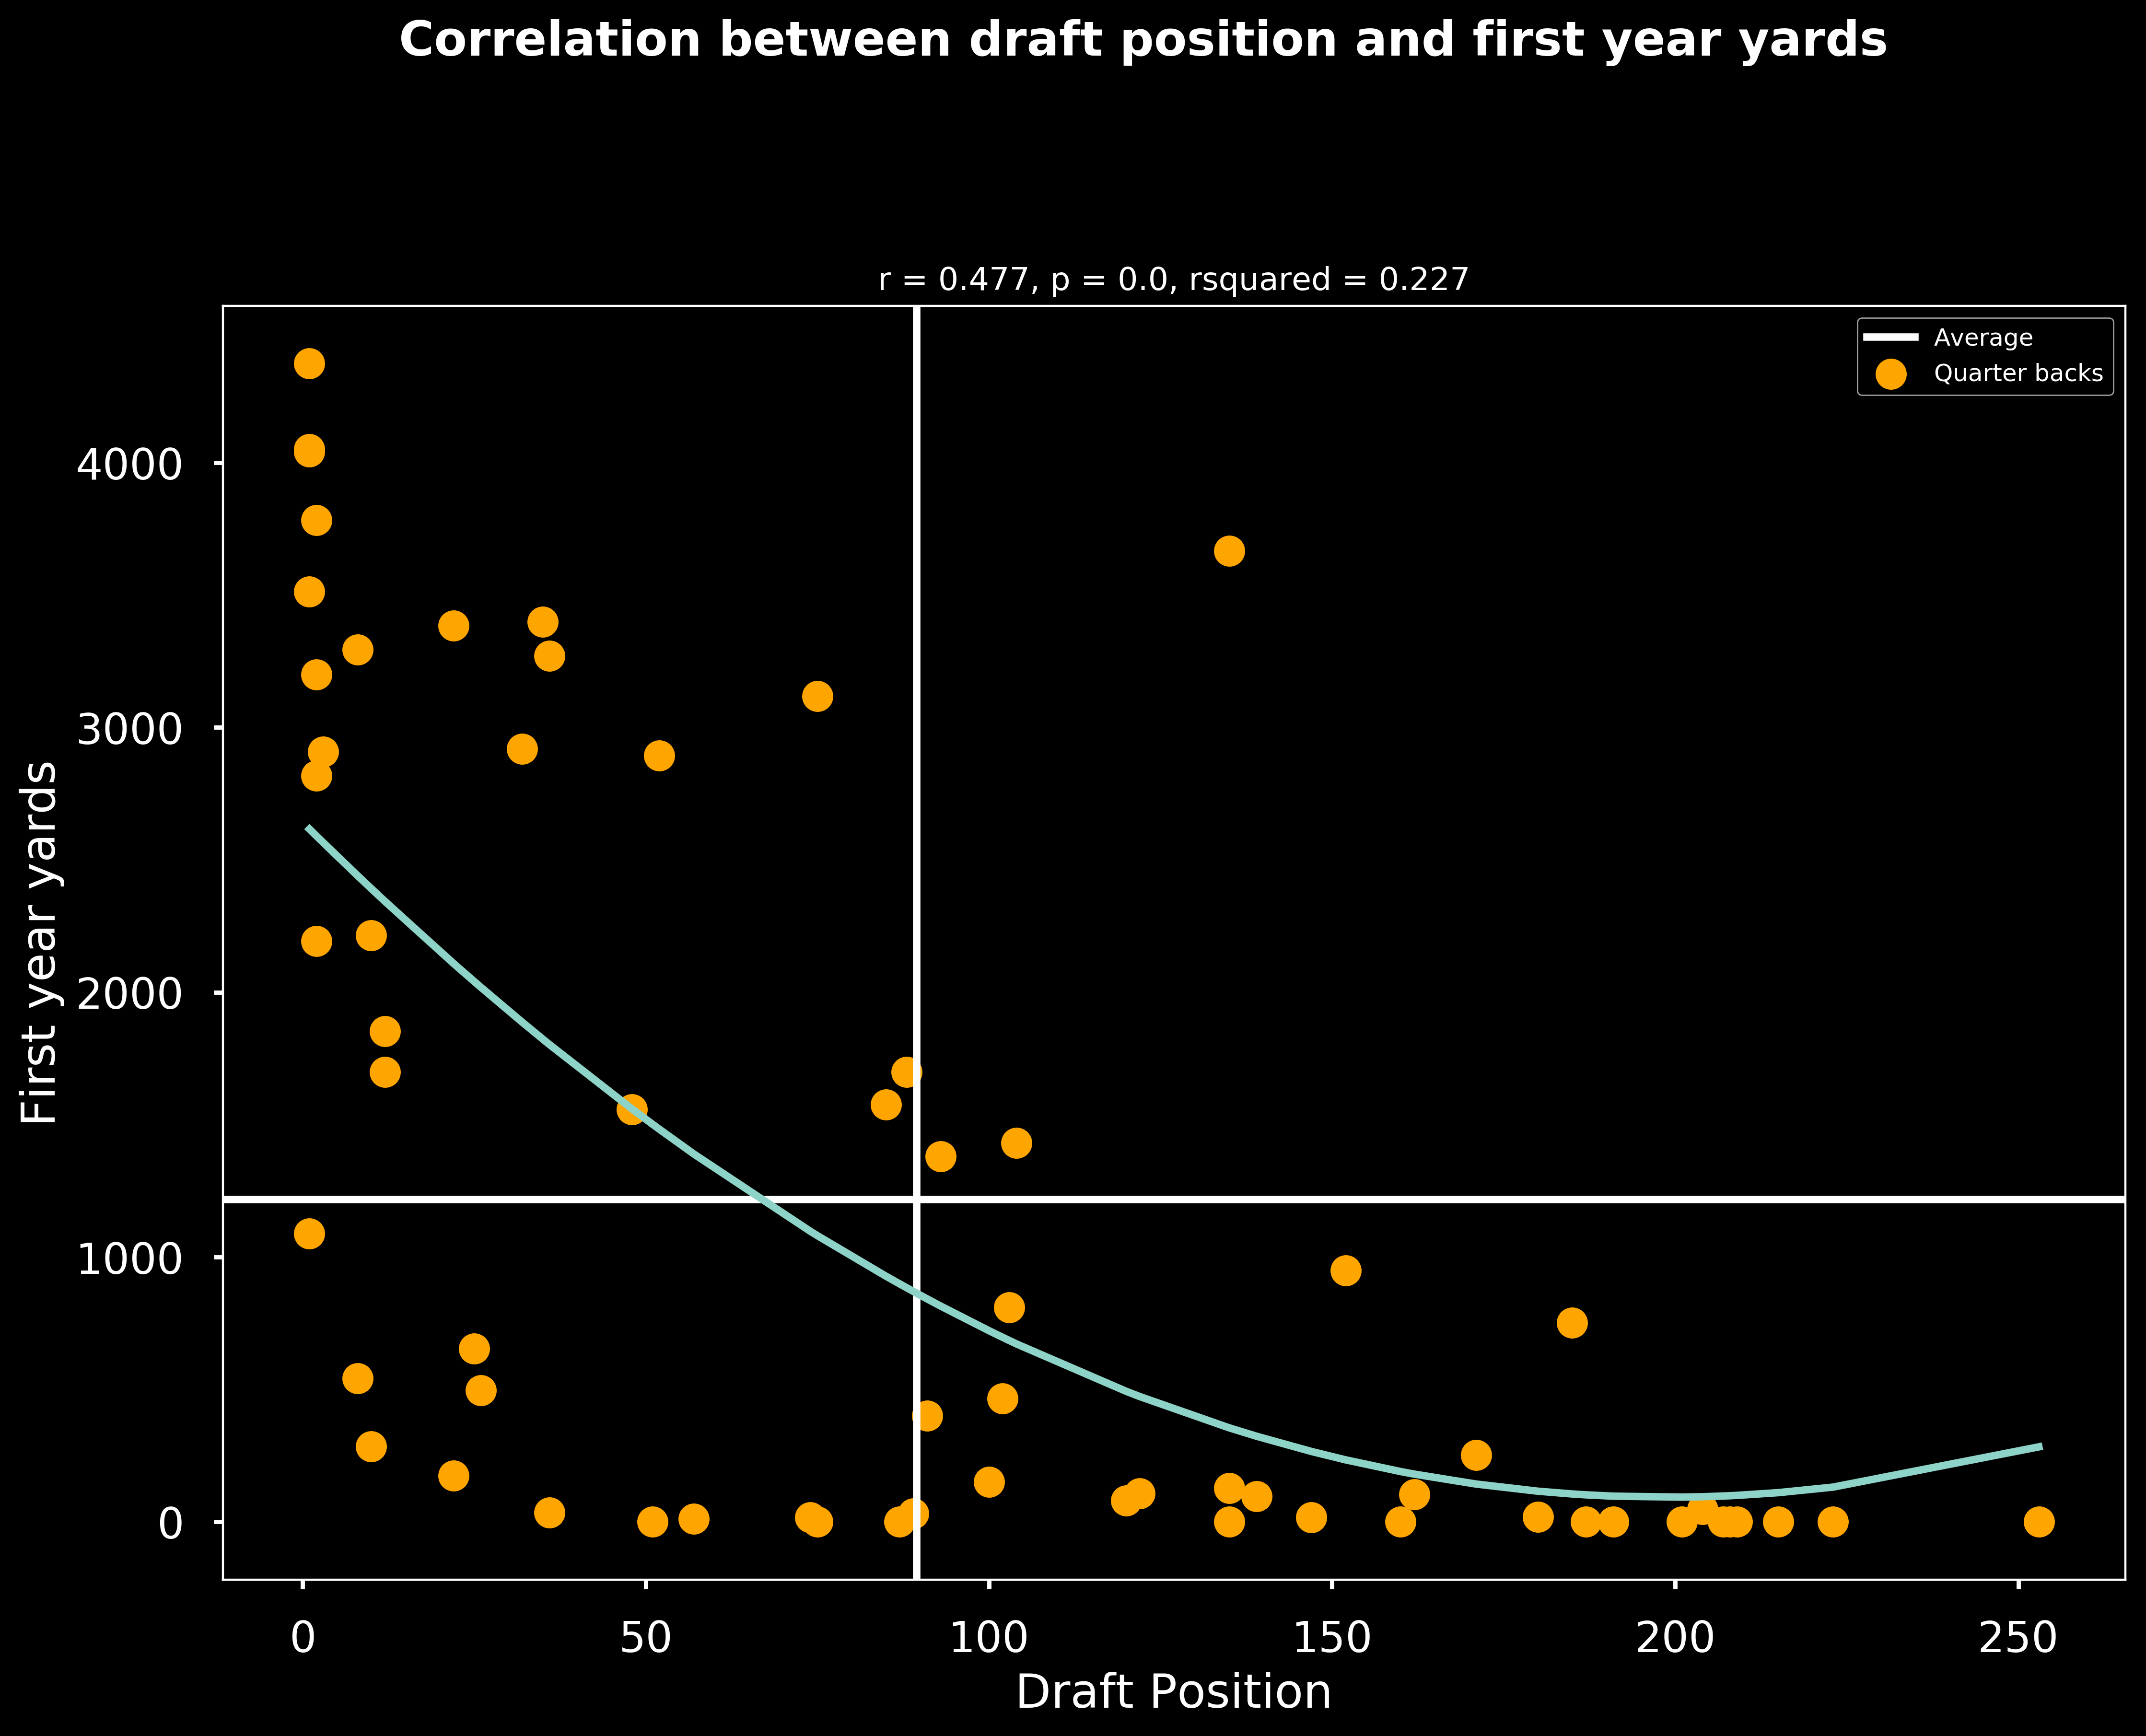 Correlation between draft position and first year yards
r = 0.477, p = 0.0, rsquared = 0.227
Average
Quarter backs
4000
3000
2000
1000
0
First year yards
0 50 100 150 200 250
Draft Position